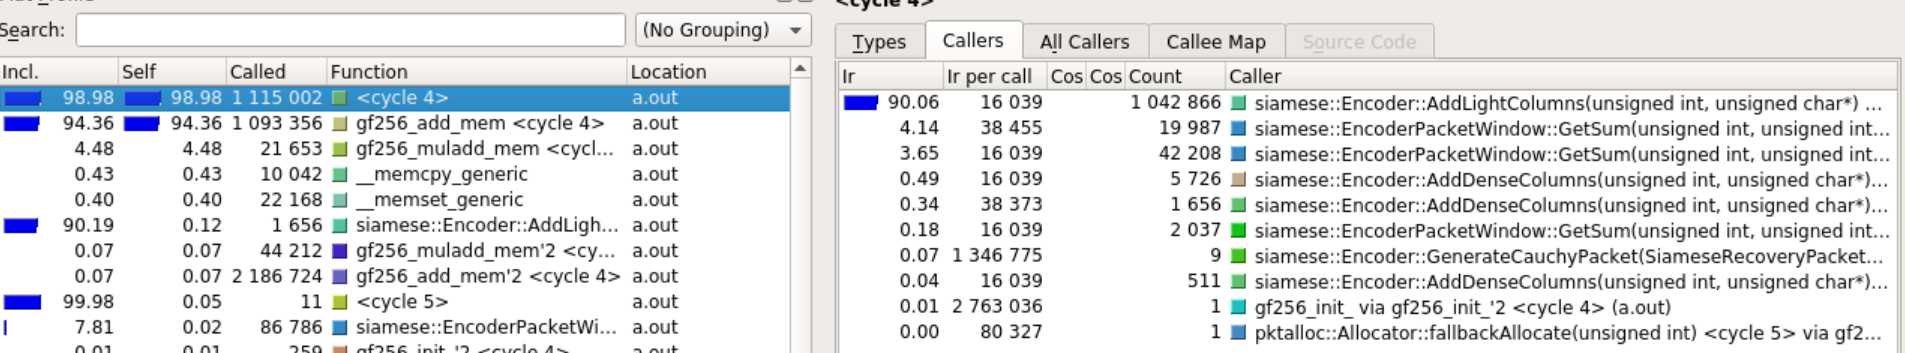 <cycle 4>
Search: (No Grouping)
Types Callers All Callers Callee Map Source Code
Incl. Self Called Function Location
98.98 98.98 1 115 002 <cycle 4> a.out
94.36 94.36 1 093 356 gf256_add_mem <cycle 4> a.out
4.48 4.48 21 653 gf256_muladd_mem <cycl... a.out
0.43 0.43 10 042 __memcpy_generic a.out
0.40 0.40 22 168 __memset_generic a.out
90.19 0.12 1 656 siamese::Encoder::AddLigh... a.out
0.07 0.07 44 212 gf256_muladd_mem'2 <cy... a.out
0.07 0.07 2 186 724 gf256_add_mem'2 <cycle 4> a.out
99.98 0.05 11 <cycle 5> a.out
7.81 0.02 86 786 siamese::EncoderPacketWi... a.out
0.01 0.01 259 gf256_init_'2 <cycle 4> a.out
Ir Ir per call Cos Cos Count Caller
90.06 16 039 1 042 866 siamese::Encoder::AddLightColumns(unsigned int, unsigned char*) ...
4.14 38 455 19 987 siamese::EncoderPacketWindow::GetSum(unsigned int, unsigned int...
3.65 16 039 42 208 siamese::EncoderPacketWindow::GetSum(unsigned int, unsigned int...
0.49 16 039 5 726 siamese::Encoder::AddDenseColumns(unsigned int, unsigned char*)...
0.34 38 373 1 656 siamese::Encoder::AddDenseColumns(unsigned int, unsigned char*)...
0.18 16 039 2 037 siamese::EncoderPacketWindow::GetSum(unsigned int, unsigned int...
0.07 1 346 775 9 siamese::Encoder::GenerateCauchyPacket(SiameseRecoveryPacket...
0.04 16 039 511 siamese::Encoder::AddDenseColumns(unsigned int, unsigned char*)...
0.01 2 763 036 1 gf256_init_ via gf256_init_'2 <cycle 4> (a.out)
0.00 80 327 1 pktalloc::Allocator::fallbackAllocate(unsigned int) <cycle 5> via gf2...